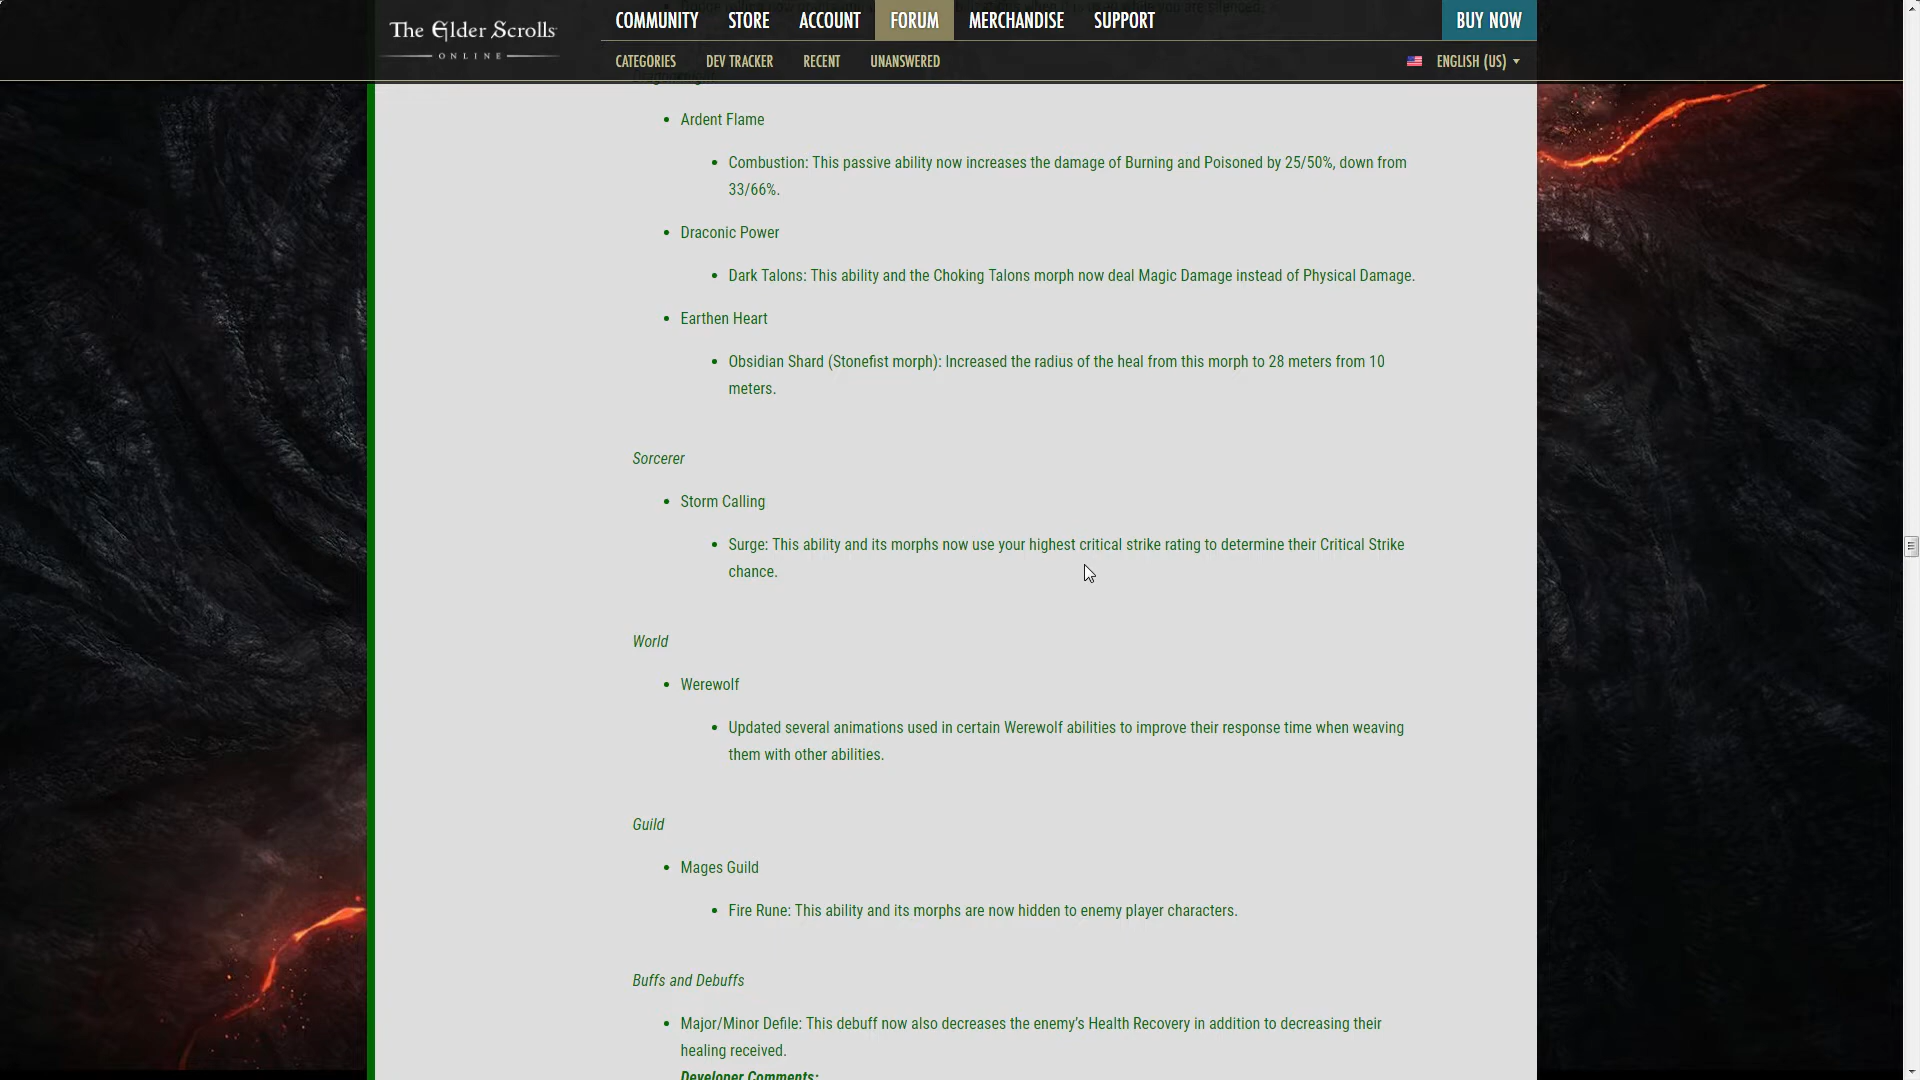 The Elder Scrolls
ONLINE
COMMUNITY STORE ACCOUNT FORUM MERCHANDISE SUPPORT BUY NOW
CATEGORIES DEV TRACKER RECENT UNANSWERED ENGLISH (US)
• Ardent Flame
• Combustion: This passive ability now increases the damage of Burning and Poisoned by 25/50%, down from
33/66%.
• Draconic Power
• Dark Talons: This ability and the Choking Talons morph now deal Magic Damage instead of Physical Damage.
• Earthen Heart
• Obsidian Shard (Stonefist morph): Increased the radius of the heal from this morph to 28 meters from 10
meters.
Sorcerer
• Storm Calling
• Surge: This ability and its morphs now use your highest critical strike rating to determine their Critical Strike
chance.
World
• Werewolf
• Updated several animations used in certain Werewolf abilities to improve their response time when weaving
them with other abilities.
Guild
• Mages Guild
• Fire Rune: This ability and its morphs are now hidden to enemy player characters.
Buffs and Debuffs
• Major/Minor Defile: This debuff now also decreases the enemy’s Health Recovery in addition to decreasing their
healing received.
Developer Comments: